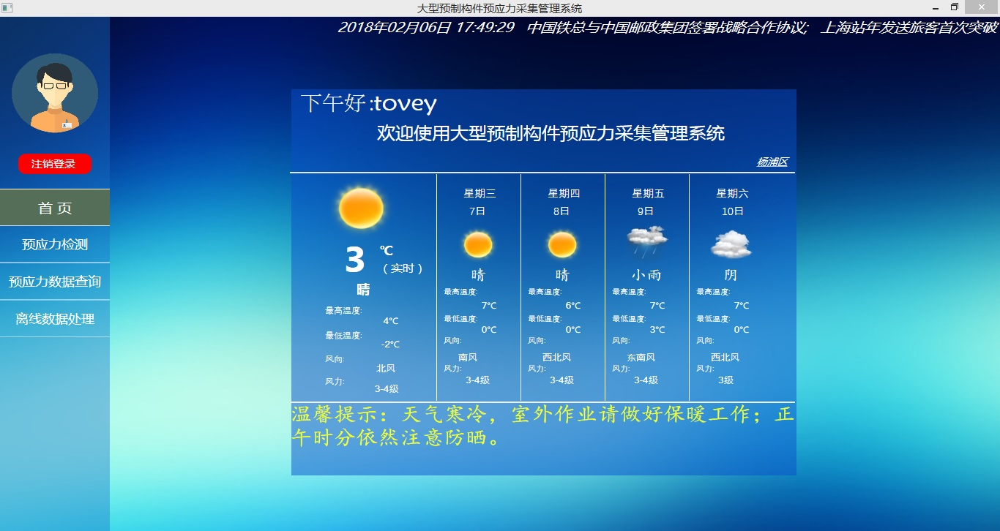 大型预制构件预应力采集管理系统
2018年02月06日 17:49:29 中国铁总与中国邮政集团签署战略合作协议; 上海站年发送旅客首次突破
注销登录
首 页
预应力检测
预应力数据查询
离线数据处理
下午好:tovey
欢迎使用大型预制构件预应力采集管理系统
杨浦区
3
℃
（实时）
晴
最高温度:
4℃
最低温度:
-2℃
风向:
北风
风力:
3-4级
星期三
7日
晴
最高温度:
7℃
最低温度:
0℃
风向:
南风
风力:
3-4级
星期四
8日
晴
最高温度:
6℃
最低温度:
0℃
风向:
西北风
风力:
3-4级
星期五
9日
小雨
最高温度:
7℃
最低温度:
3℃
风向:
东南风
风力:
3-4级
星期六
10日
阴
最高温度:
7℃
最低温度:
0℃
风向:
西北风
风力:
3级
温馨提示：天气寒冷，室外作业请做好保暖工作；正
午时分依然注意防晒。